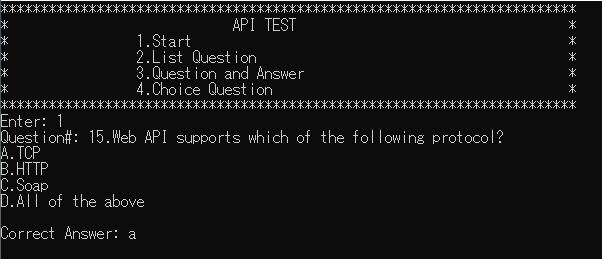 ************************************************************************
*                            API TEST                                  *
*                1.Start                                               *
*                2.List Question                                       *
*                3.Question and Answer                                 *
*                4.Choice Question                                     *
************************************************************************
Enter: 1
Question#: 15.Web API supports which of the following protocol?
A.TCP
B.HTTP
C.Soap
D.All of the above
Correct Answer: a